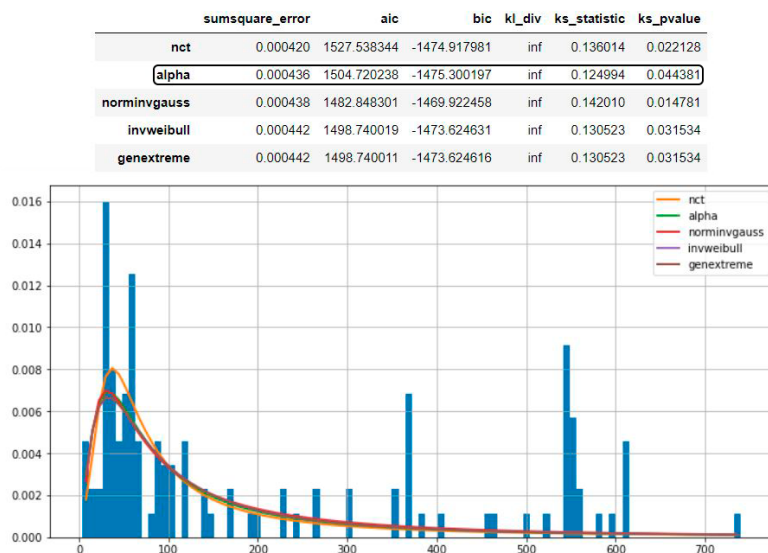 sumsquare_error aic bic kl_div ks_statistic ks_pvalue
nct 0.000420 1527.538344 -1474.917981 inf 0.136014 0.022128
alpha 0.000436 1504.720238 -1475.300197 inf 0.124994 0.044381
norminvgauss 0.000438 1482.848301 -1469.922458 inf 0.142010 0.014781
invweibull 0.000442 1498.740019 -1473.624631 inf 0.130523 0.031534
genextreme 0.000442 1498.740011 -1473.624616 inf 0.130523 0.031534
nct
alpha
norminvgauss
invweibull
genextreme
0.016
0.014
0.012
0.010
0.008
0.006
0.004
0.002
0.000
0 100 200 300 400 500 600 700